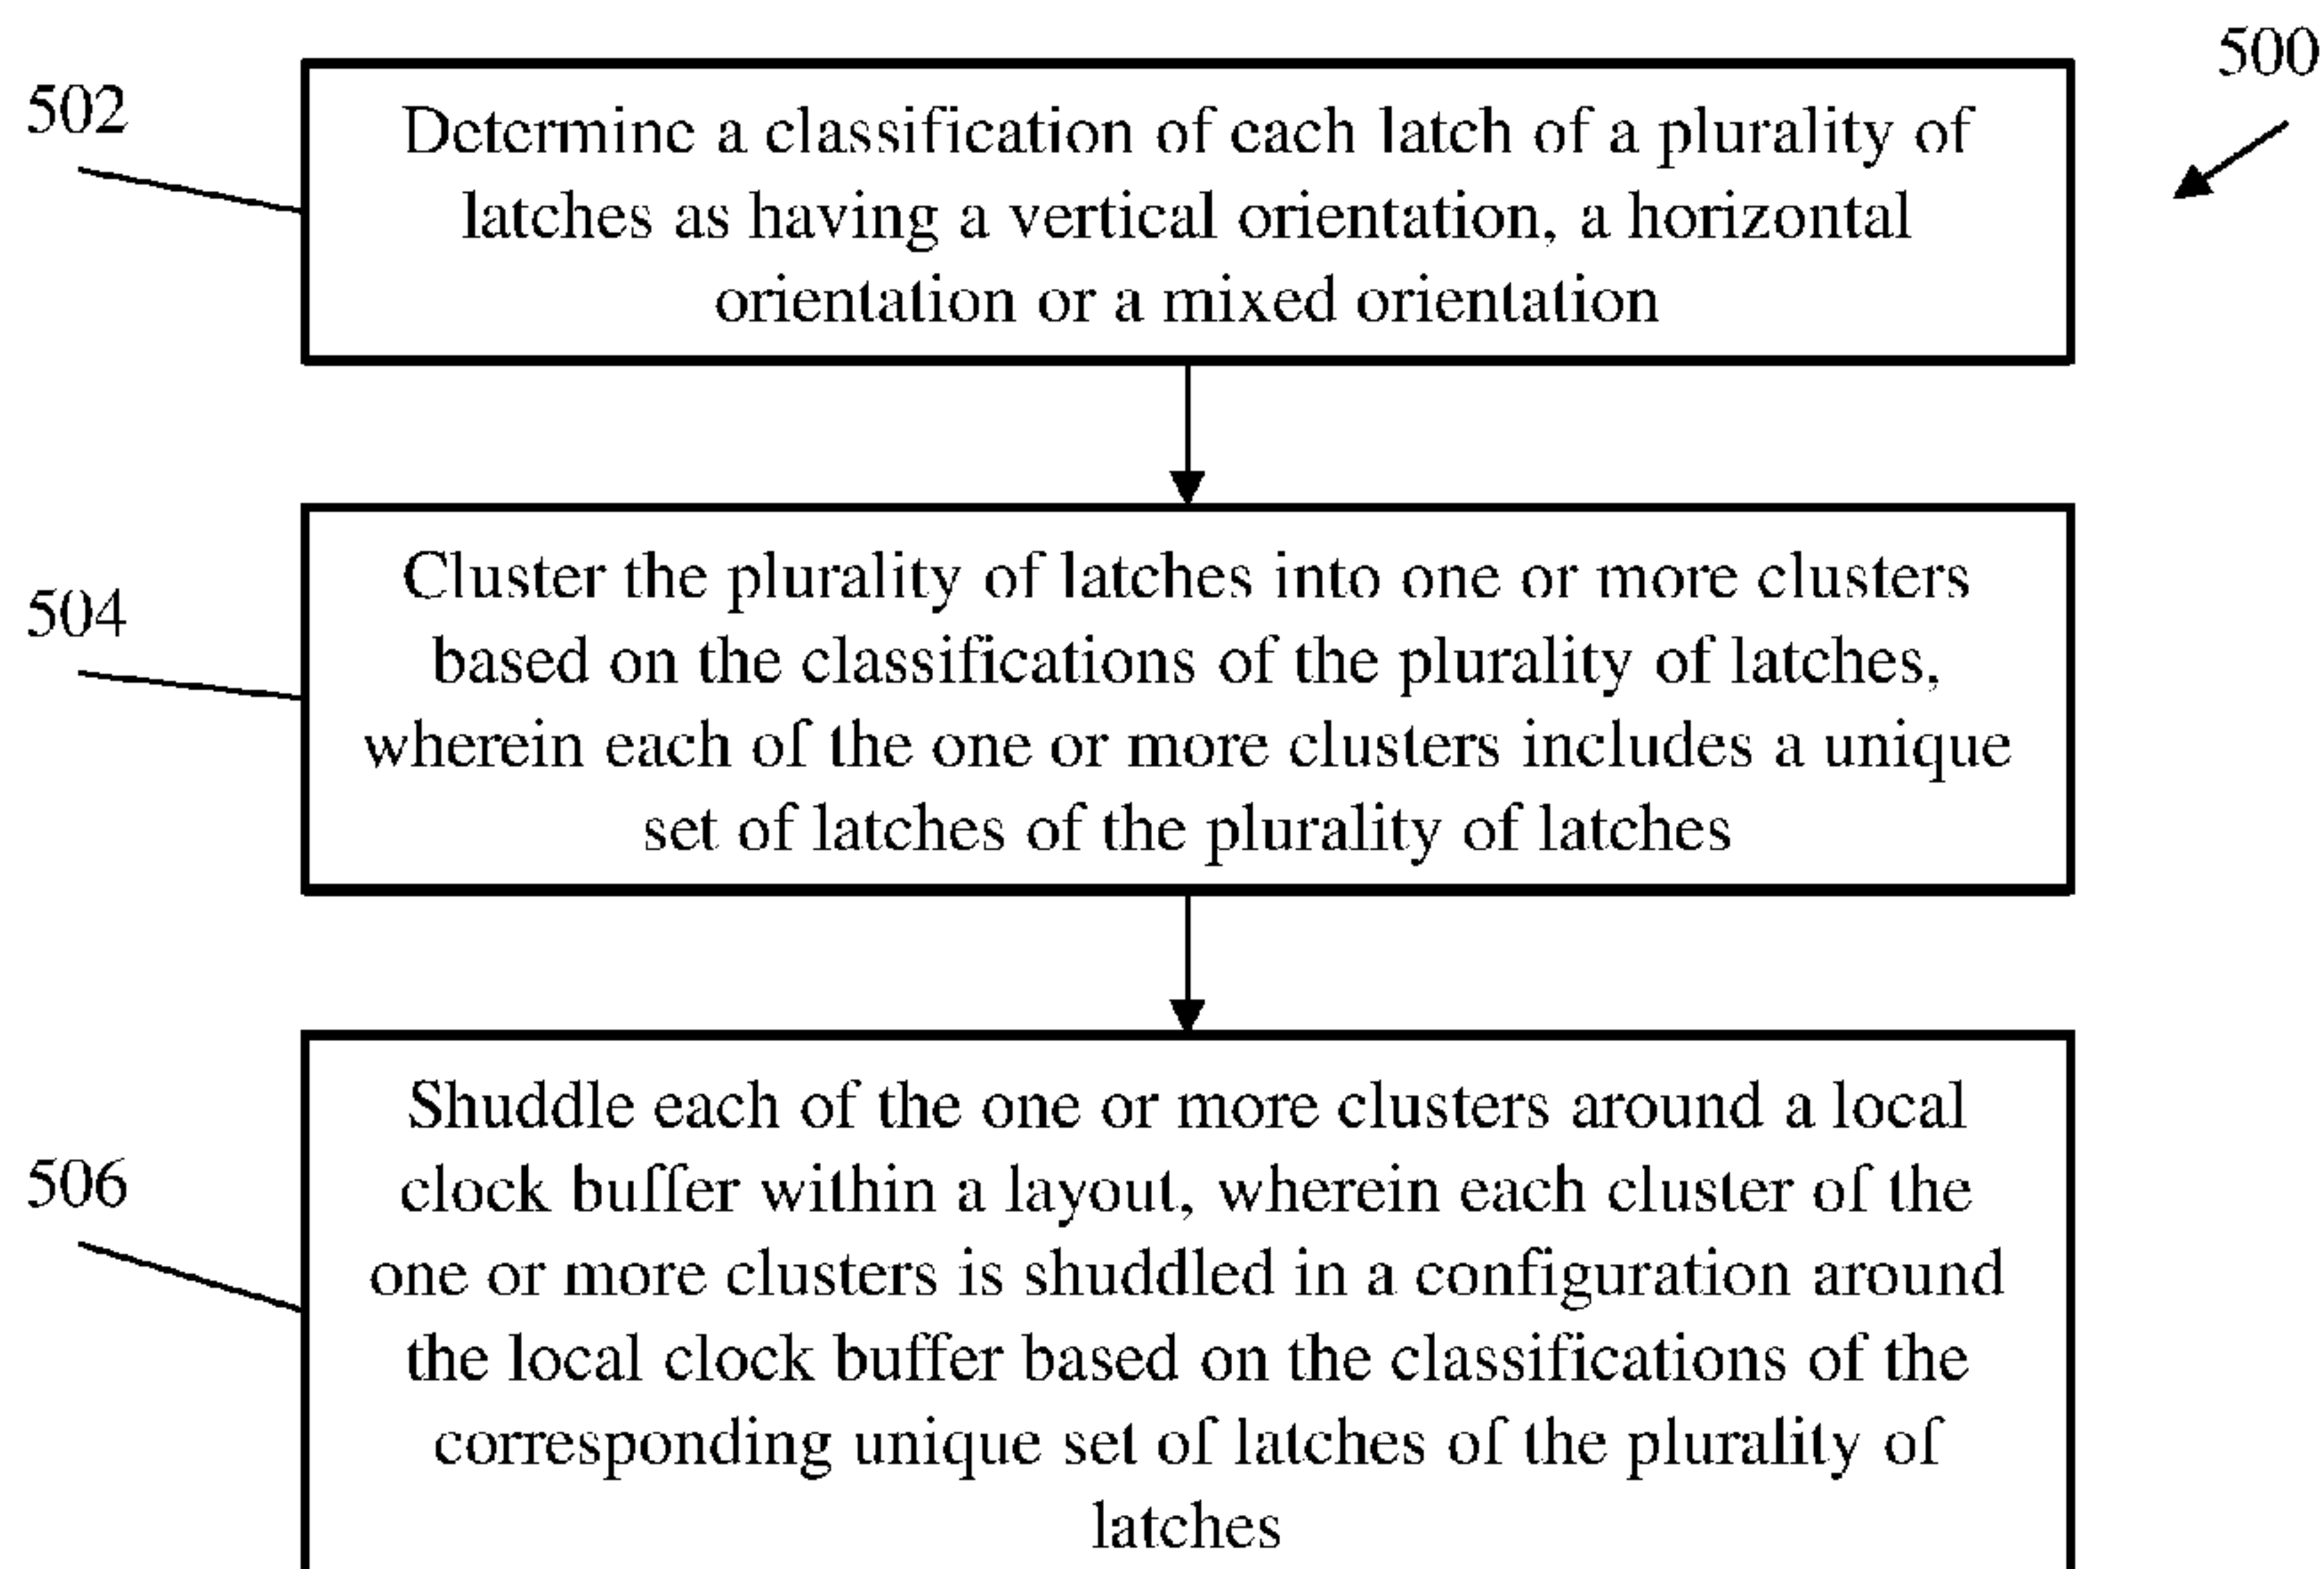 500
502
Determine a classification of each latch of a plurality of
latches as having a vertical orientation, a horizontal
orientation or a mixed orientation
504
Cluster the plurality of latches into one or more clusters
based on the classifications of the plurality of latches,
wherein each of the one or more clusters includes a unique
set of latches of the plurality of latches
506
Shuddle each of the one or more clusters around a local
clock buffer within a layout, wherein each cluster of the
one or more clusters is shuddled in a configuration around
the local clock buffer based on the classifications of the
corresponding unique set of latches of the plurality of
latches